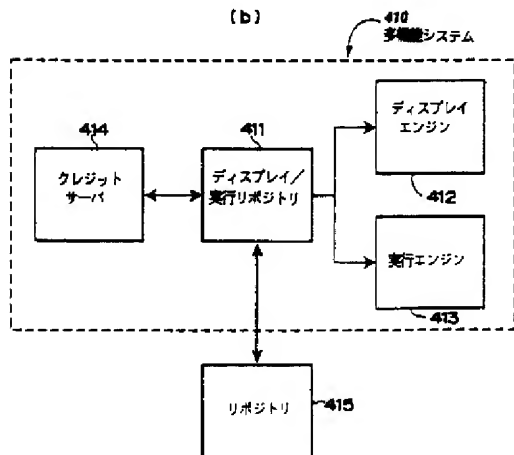 (b)
410
多機能システム
414
クレジット
サーバ
411
ディスプレイ/
実行リポジトリ
ディスプレイ
エンジン
412
実行エンジン
413
リポジトリ
415